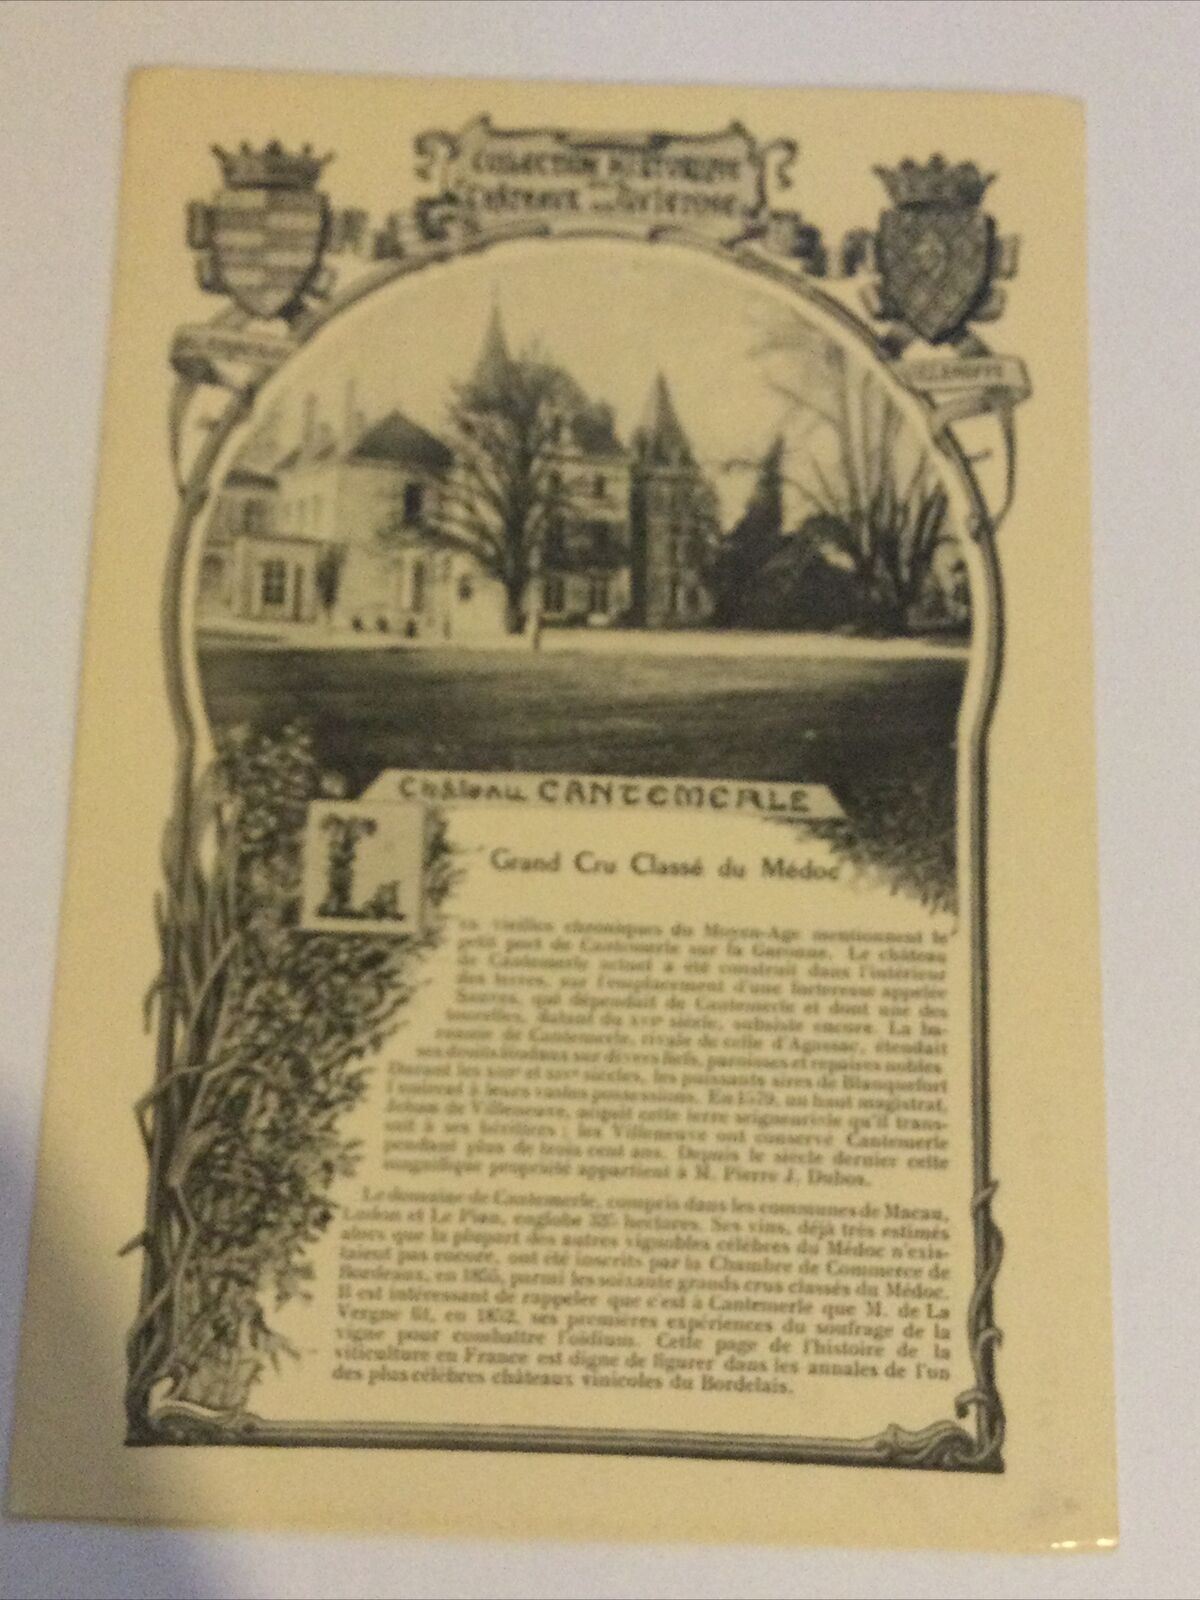 COLLECTION HISTORIQUE
Châteaux
Château CANTEMERLE
Grand Cru Classé du Médoc
La
vieilles chroniques du Moyen-Age mentionnent le
petit port de Cantemerle sur la Garonne. Le château
de Cantemerle actuel a été construit dans l'intérieur
des terres, sur l'emplacement d'une forteresse appelée
Sauves, qui dépendait de Cantemerle et dont une des
tourelles, datant du XVIe siècle, subsiste encore. La ba-
ronnie de Cantemerle, rivale de celle d'Agassac, étendait
ses droits féodaux sur divers fiefs, paroisses et repaires nobles
Durant les XIIIe et XIVe siècles, les puissants sires de Blanquefort
l'unirent à leurs vastes possessions. En 1579, un haut magistrat,
Jehan de Villeneuve, acquit cette terre seigneuriale qu'il trans-
mit à ses héritiers ; les Villeneuve ont conservé Cantemerle
pendant plus de trois cent ans. Depuis le siècle dernier cette
magnifique propriété appartient à M. Pierre J. Dubos.
Le domaine de Cantemerle, compris dans les communes de Macau,
Ludon et Le Pian, englobe hectares. Ses vins, déjà très estimés
alors que la plupart des autres vignobles célèbres du Médoc n'exis-
taient pas encore, ont été inscrits par la Chambre de Commerce de
Bordeaux, en 1855, parmi les soixante grands crus classés du Médoc.
Il est intéressant de rappeler que c'est à Cantemerle que M. de La
Vergne fit, en 1852, ses premières expériences du soufrage de la
vigne pour combattre l'oïdium. Cette page de l'histoire de la
viticulture en France est digne de figurer dans les annales de l'un
des plus célèbres châteaux vinicoles du Bordelais.